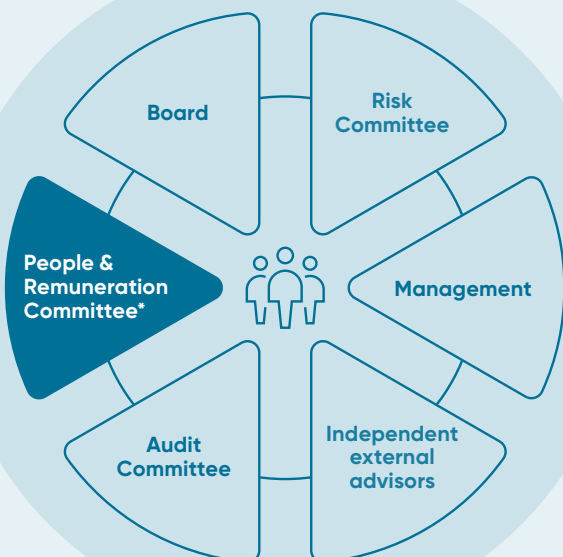 Board
Risk
Committee
People &
Remuneration
Committee*
Management
Audit
Committee
Independent
external
advisors